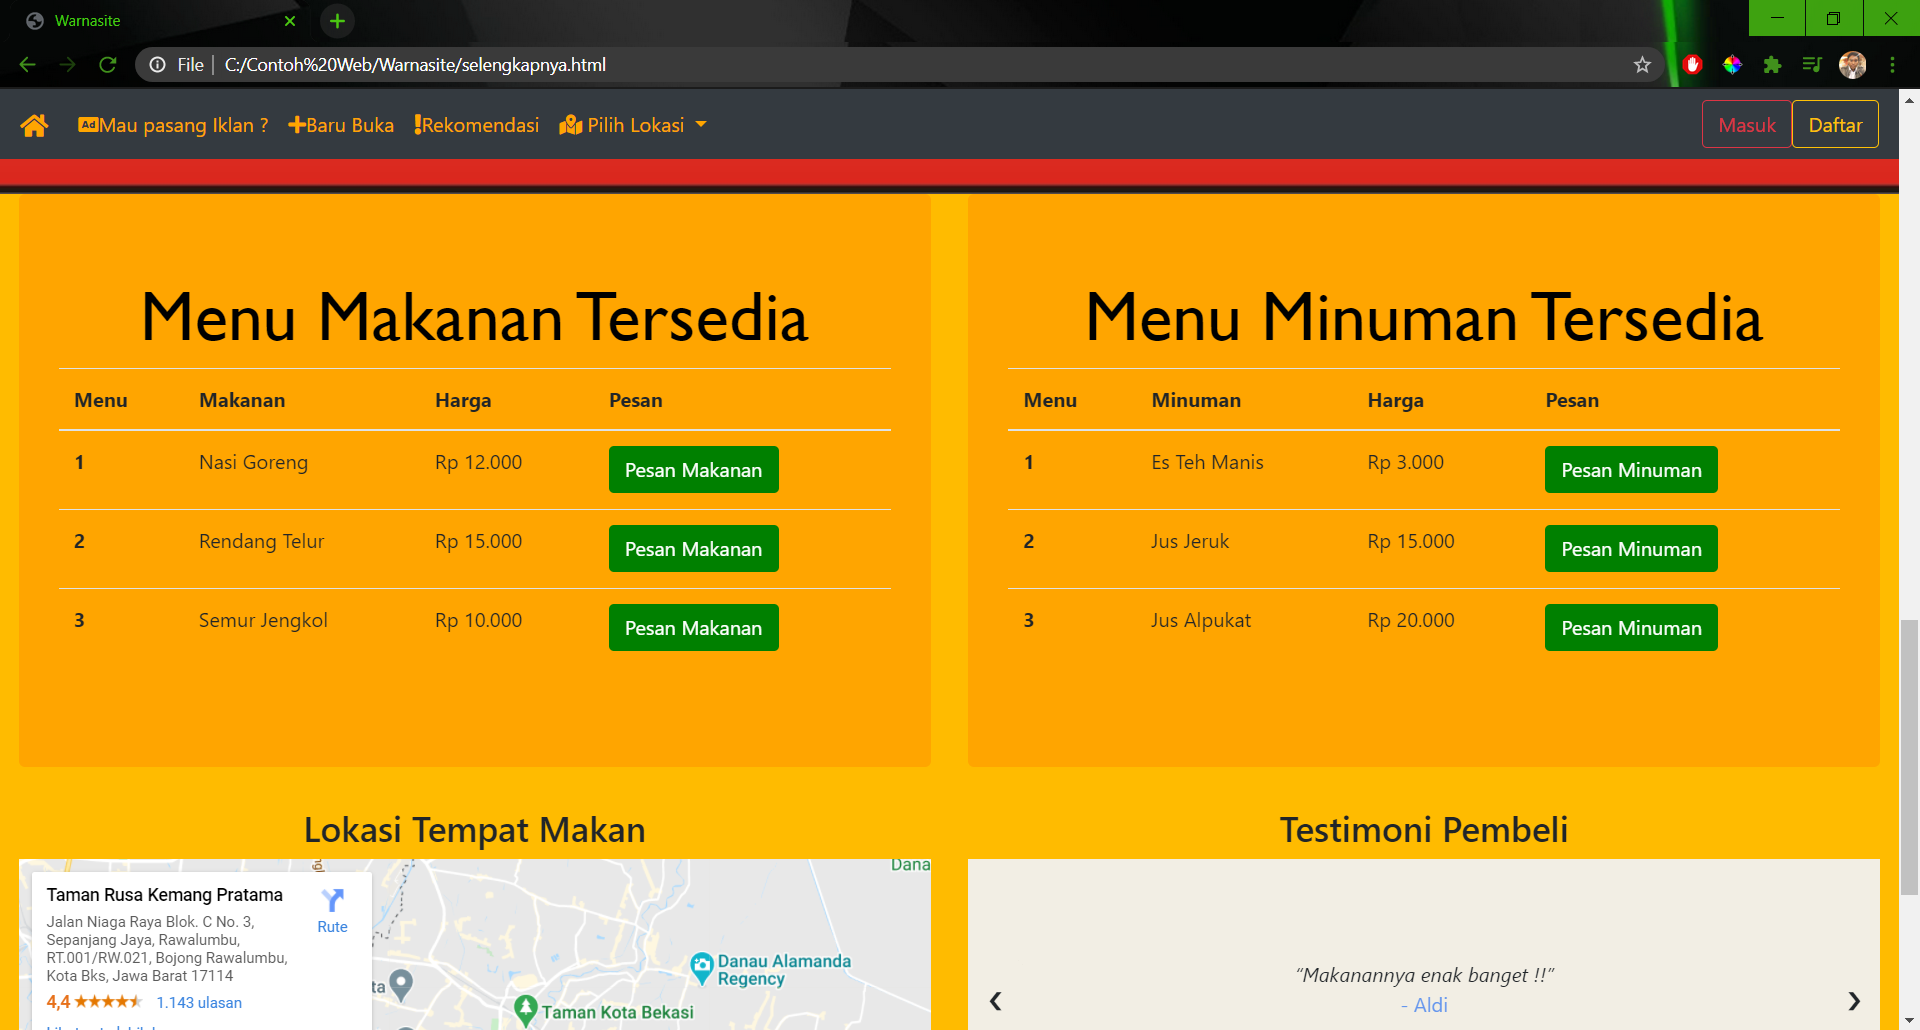 Warnasite
File
C:/Contoh%20Web/Warnasite/selengkapnya.html
Ad Mau pasang Iklan ?
Baru Buka
Rekomendasi
Pilih Lokasi
Masuk
Daftar
Menu Makanan Tersedia
Menu Makanan Harga Pesan
1 Nasi Goreng Rp 12.000 Pesan Makanan
2 Rendang Telur Rp 15.000 Pesan Makanan
3 Semur Jengkol Rp 10.000 Pesan Makanan
Menu Minuman Tersedia
Menu Minuman Harga Pesan
1 Es Teh Manis Rp 3.000 Pesan Minuman
2 Jus Jeruk Rp 15.000 Pesan Minuman
3 Jus Alpukat Rp 20.000 Pesan Minuman
Lokasi Tempat Makan
Taman Rusa Kemang Pratama
Jalan Niaga Raya Blok. C No. 3,
Sepanjang Jaya, Rawalumbu,
RT.001/RW.021, Bojong Rawalumbu,
Kota Bks, Jawa Barat 17114
4,4 1.143 ulasan
Rute
Dana
Danau Alamanda
Regency
ta
Taman Kota Bekasi
Testimoni Pembeli
“Makanannya enak banget !!”
- Aldi